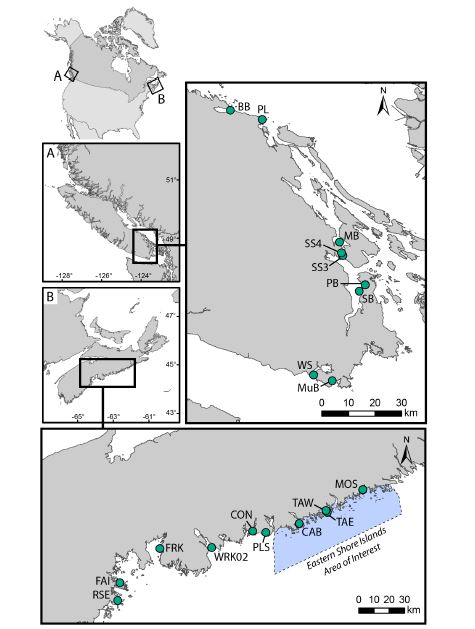 A
B
A
51°
49°
-128°
-126°
-124°
B
47°
45°
43°
-65°
-63°
-61°
N
BB
PL
MB
SS4
SS3
PB
SB
WS
MuB
0 10 20 30
km
N
MOS
TAW
TAE
CAB
CON
PLS
WRK02
FRK
FAI
RSE
Eastern Shore Islands
Area of Interest
0 10 20 30
km